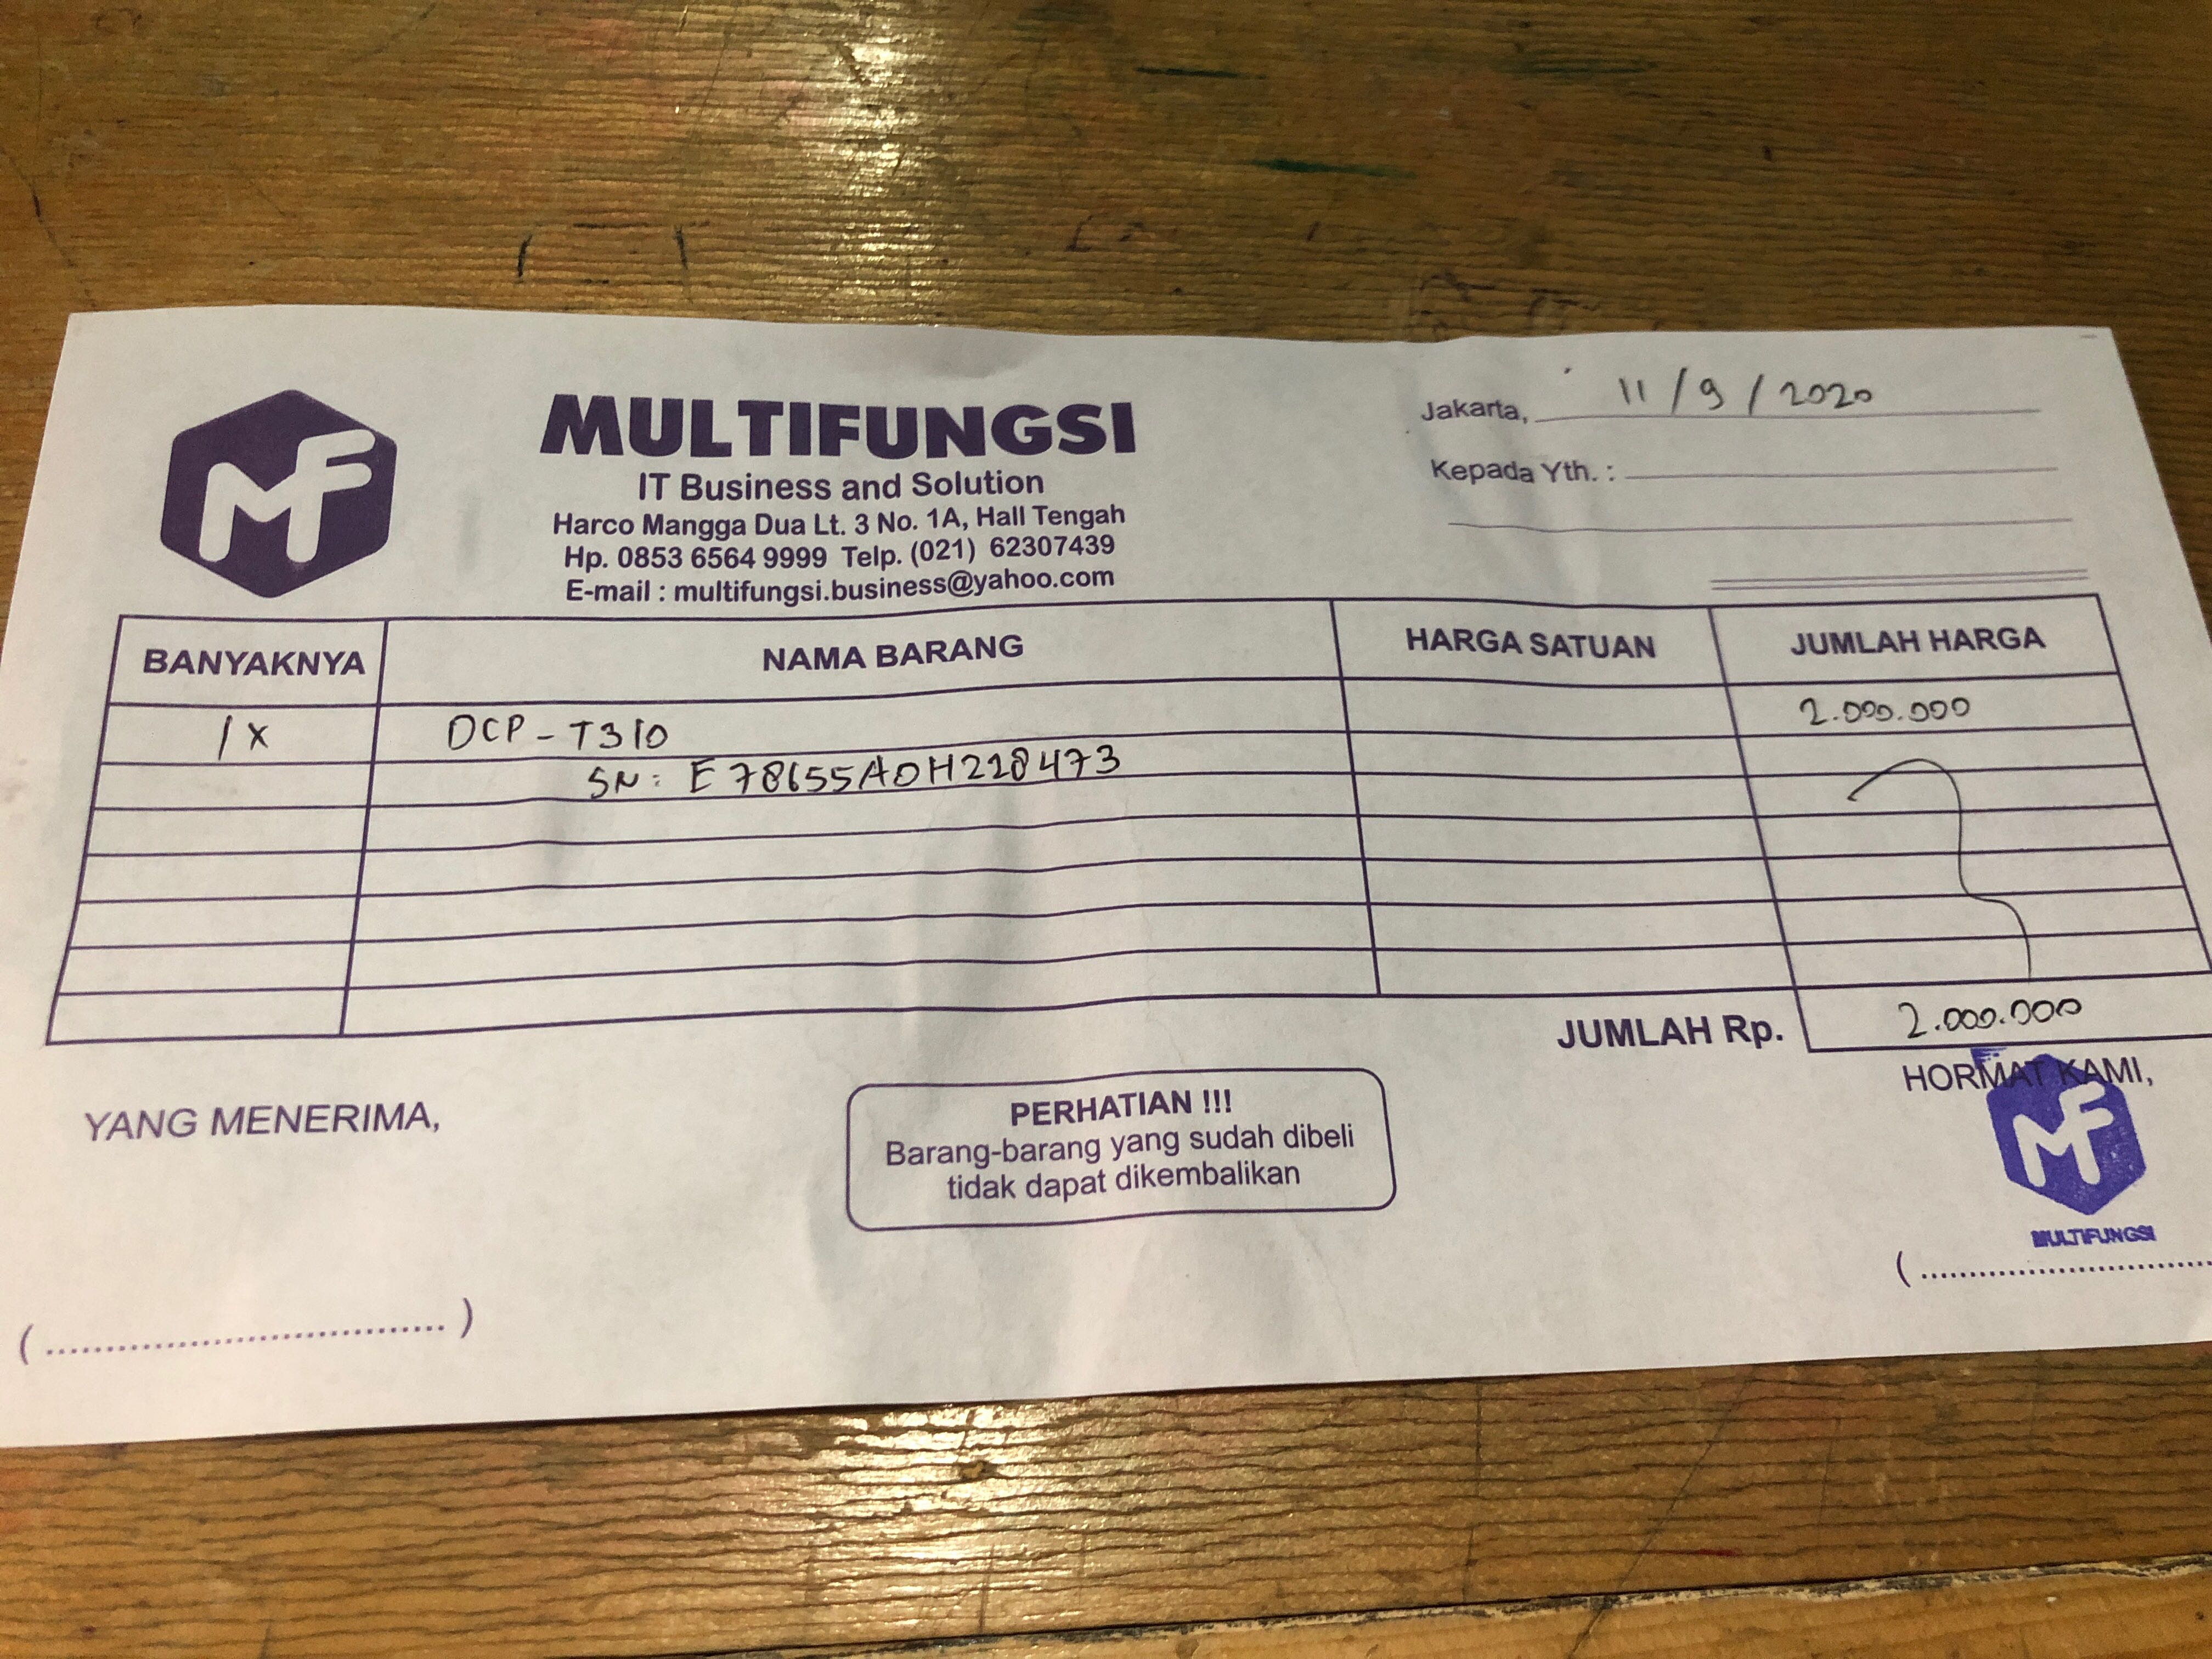 MF
MULTIFUNGSI
IT Business and Solution
Harco Mangga Dua Lt. 3 No. 1A, Hall Tengah
Hp. 0853 6564 9999 Telp. (021) 62307439
E-mail : multifungsi.business@yahoo.com
Jakarta, 11/9/2020
Kepada Yth. :
BANYAKNYA NAMA BARANG HARGA SATUAN JUMLAH HARGA
1X DCP-T310 2.000.000
SN: E78655A0H228473
JUMLAH Rp. 2.000.000
YANG MENERIMA,
PERHATIAN !!!
Barang-barang yang sudah dibeli
tidak dapat dikembalikan
HORMAT KAMI,
MF
MULTIFUNGSI